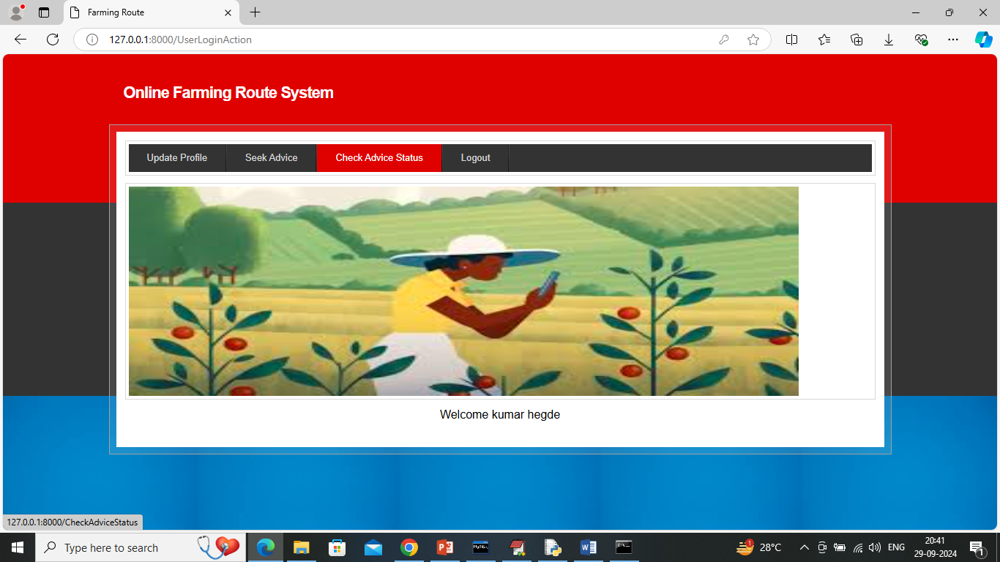 Farming Route
127.0.0.1:8000/UserLoginAction
Online Farming Route System
Update Profile Seek Advice Check Advice Status Logout
Welcome kumar hegde
127.0.0.1:8000/CheckAdviceStatus
Type here to search
1 28°C ENG 20:41
29-09-2024 1